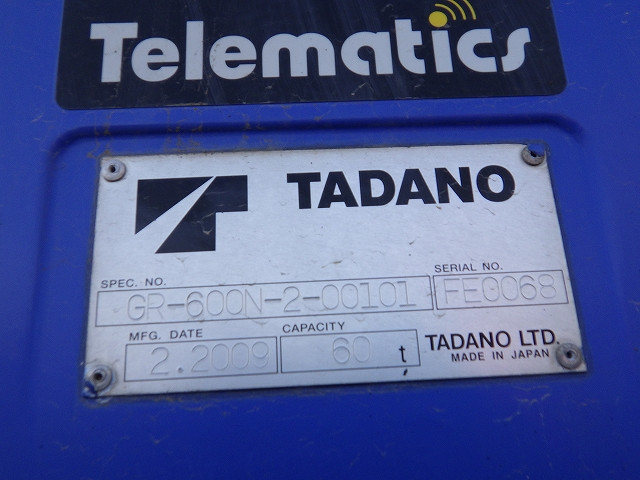 Telematics
TADANO
SPEC. NO.
GR-600N-2-00101
SERIAL NO.
FE0068
MFG. DATE
2.2009
CAPACITY
60 t
TADANO LTD.
MADE IN JAPAN